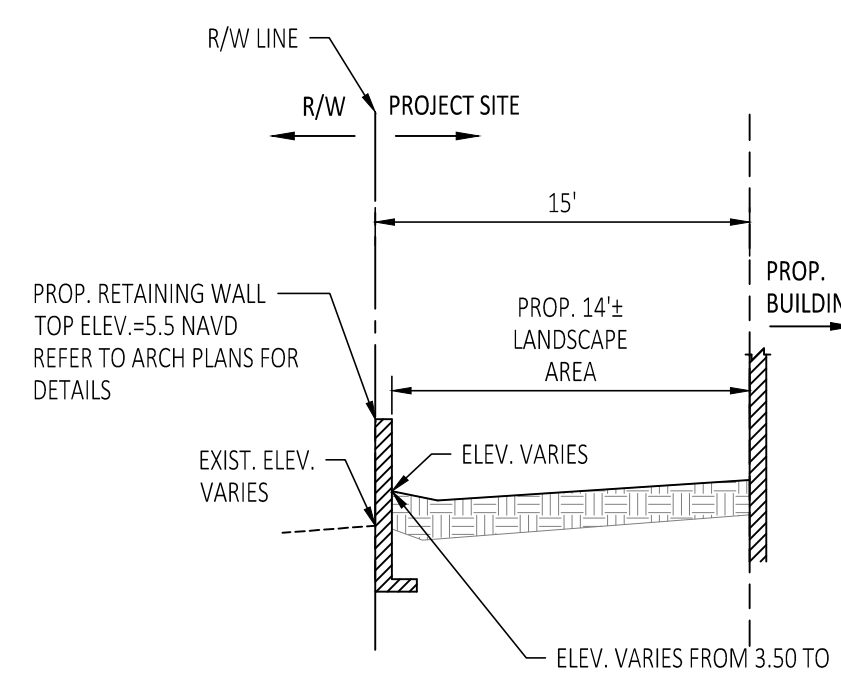 R/W LINE
R/W
PROJECT SITE
15'
PROP. RETAINING WALL
TOP ELEV.=5.5 NAVD
REFER TO ARCH PLANS FOR
DETAILS
PROP. 14'±
LANDSCAPE
AREA
PROP.
BUILDIN
EXIST. ELEV.
VARIES
ELEV. VARIES
ELEV. VARIES FROM 3.50 TO